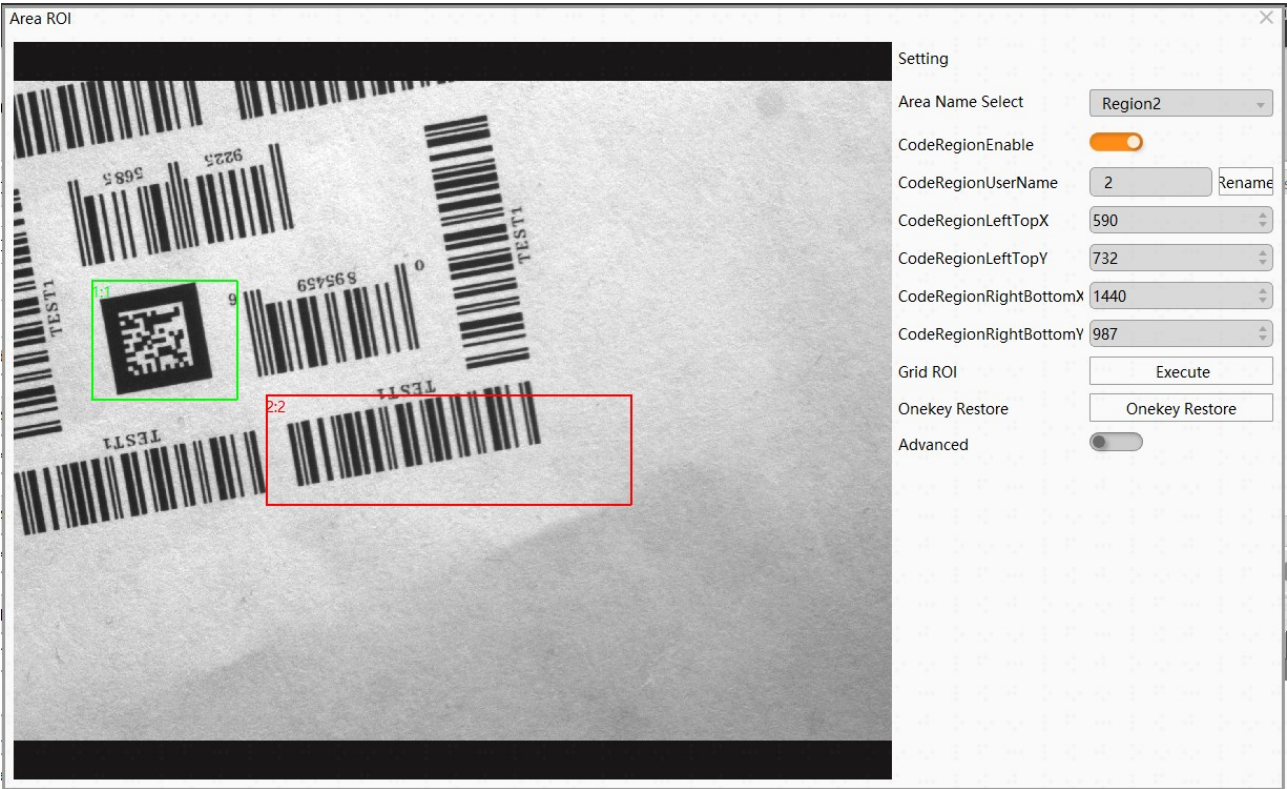 Area ROI
Setting
Area Name Select Region2
CodeRegionEnable
CodeRegionUserName 2 Rename
CodeRegionLeftTopX 590
CodeRegionLeftTopY 732
CodeRegionRightBottomX 1440
CodeRegionRightBottomY 987
Grid ROI Execute
Onekey Restore Onekey Restore
Advanced
5685 9225
TEST1
TEST1
1:1
6 895459 0
TEST1
2:2
TEST1